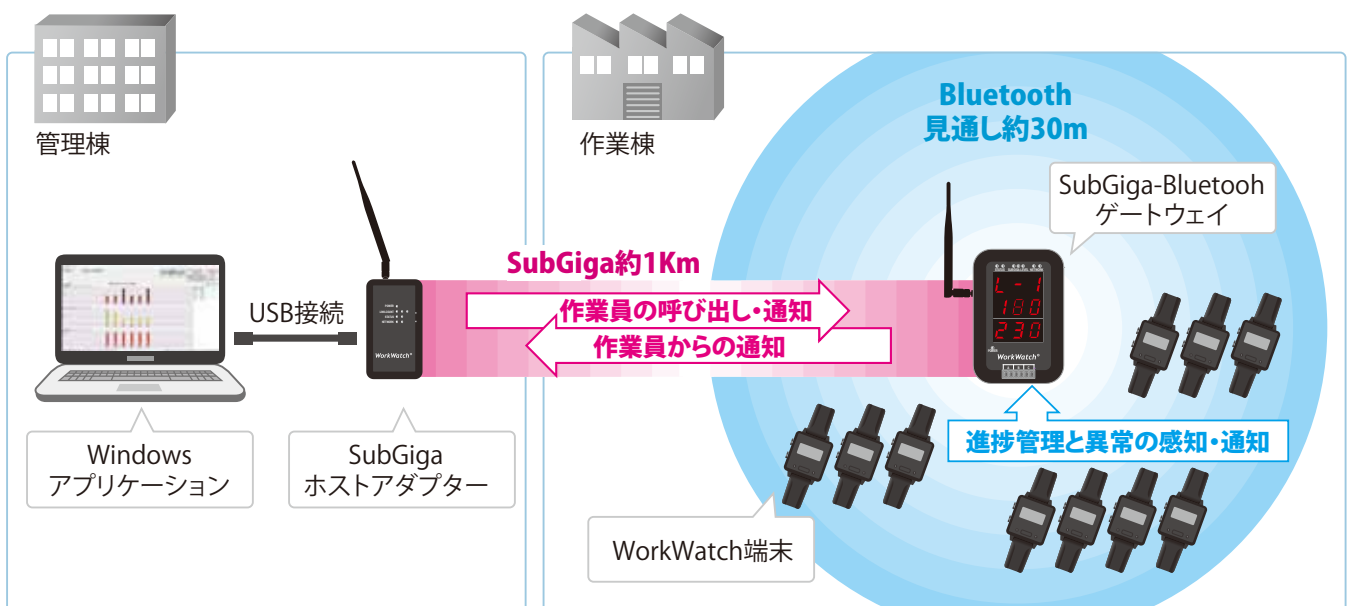 管理棟
作業棟
Bluetooth
見通し約30m
SubGiga-Bluetooh
ゲートウェイ
SubGiga約1Km
USB接続
作業員の呼び出し・通知
作業員からの通知
POWER
STATUS
NETWORK
WorkWatch
L-1
190
230
WorkWatch
進捗管理と異常の感知・通知
Windows
アプリケーション
SubGiga
ホストアダプター
WorkWatch端末